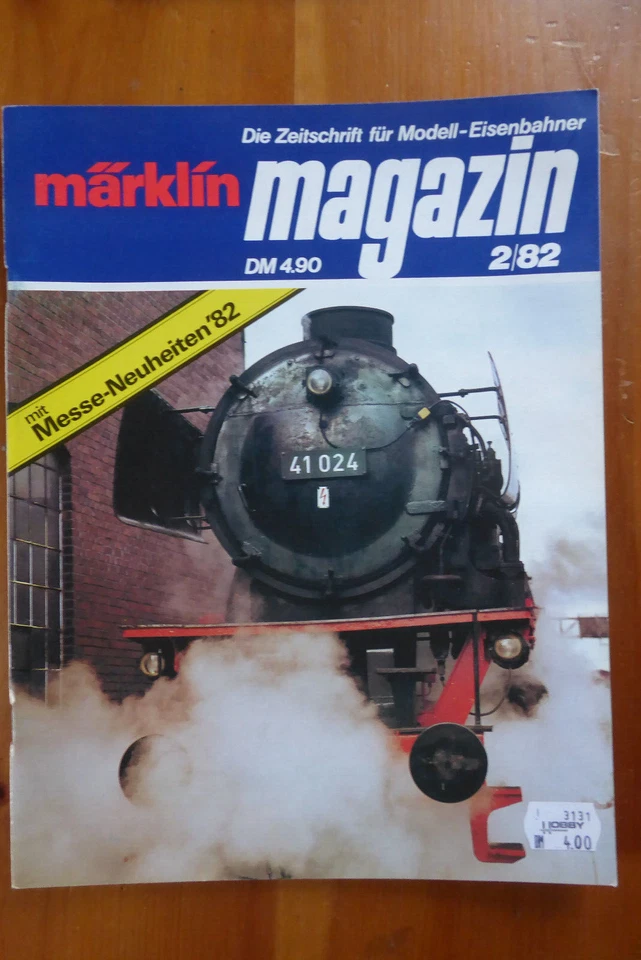 Die Zeitschrift für Modell-Eisenbahner
märklin magazin
DM 4.90
2/82
mit
Messe-Neuheiten '82
41 024
3131
HOBBY
DM 4.00